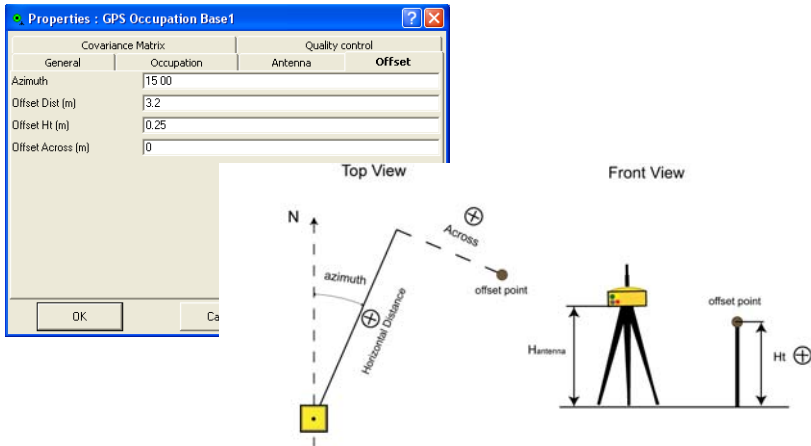 Properties : GPS Occupation Base1
Covariance Matrix Quality control
General Occupation Antenna Offset
Azimuth 15 00
Offset Dist (m) 3.2
Offset Ht (m) 0.25
Offset Across (m) 0
OK Ca
Top View
N
azimuth
Horizontal Distance
Across
offset point
Front View
Hantenna
offset point
Ht